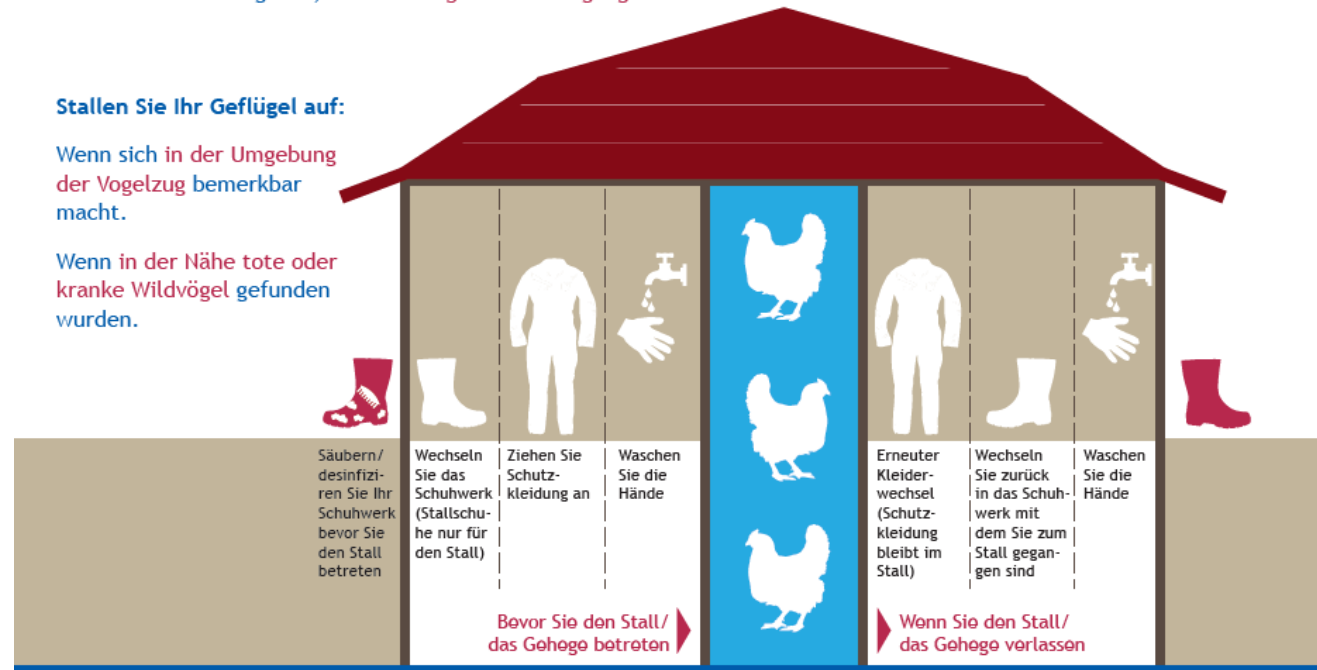 Stallen Sie Ihr Geflügel auf:
Wenn sich in der Umgebung
der Vogelzug bemerkbar
macht.
Wenn in der Nähe tote oder
kranke Wildvögel gefunden
wurden.
Säubern/
desinfizi-
ren Sie Ihr
Schuhwerk
bevor Sie
den Stall
betreten
Wechseln
Sie das
Schuhwerk
(Stallschu-
he nur für
den Stall)
Ziehen Sie
Schutz-
kleidung an
Waschen
Sie die
Hände
Erneuter
Kleider-
wechsel
(Schutz-
kleidung
bleibt im
Stall)
Wechseln
Sie zurück
in das Schuh-
werk mit
dem Sie zum
Stall gegan-
gen sind
Waschen
Sie die
Hände
Bevor Sie den Stall/
das Gehege betreten
Wenn Sie den Stall/
das Gehege verlassen